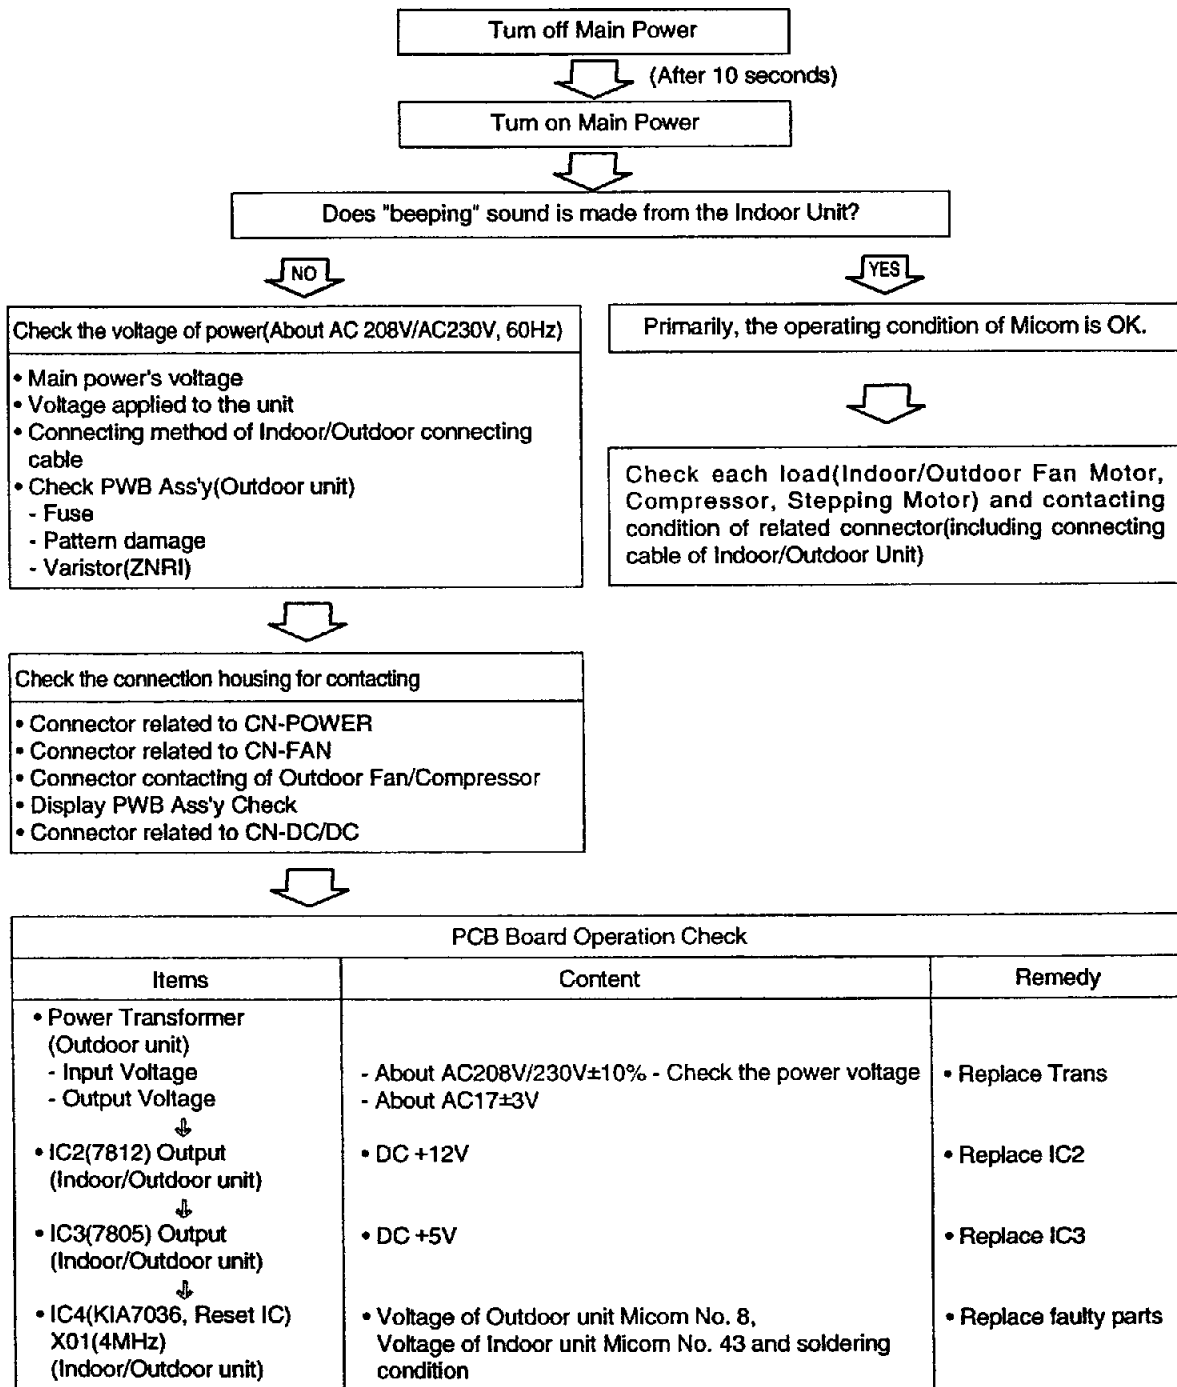 Turn off Main Power
(After 10 seconds)
Turn on Main Power
Does "beeping" sound is made from the Indoor Unit?
NO
YES
Check the voltage of power(About AC 208V/AC230V, 60Hz)
• Main power's voltage
• Voltage applied to the unit
• Connecting method of Indoor/Outdoor connecting
cable
• Check PWB Ass'y(Outdoor unit)
- Fuse
- Pattern damage
- Varistor(ZNRI)
Primarily, the operating condition of Micom is OK.
Check each load(Indoor/Outdoor Fan Motor,
Compressor, Stepping Motor) and contacting
condition of related connector(including connecting
cable of Indoor/Outdoor Unit)
Check the connection housing for contacting
• Connector related to CN-POWER
• Connector related to CN-FAN
• Connector contacting of Outdoor Fan/Compressor
• Display PWB Ass'y Check
• Connector related to CN-DC/DC
PCB Board Operation Check
Items Content Remedy
• Power Transformer
(Outdoor unit)
- Input Voltage - About AC208V/230V±10% - Check the power voltage • Replace Trans
- Output Voltage - About AC17±3V
• IC2(7812) Output • DC +12V • Replace IC2
(Indoor/Outdoor unit)
• IC3(7805) Output • DC +5V • Replace IC3
(Indoor/Outdoor unit)
• IC4(KIA7036, Reset IC) • Voltage of Outdoor unit Micom No. 8, • Replace faulty parts
X01(4MHz) Voltage of Indoor unit Micom No. 43 and soldering
(Indoor/Outdoor unit) condition